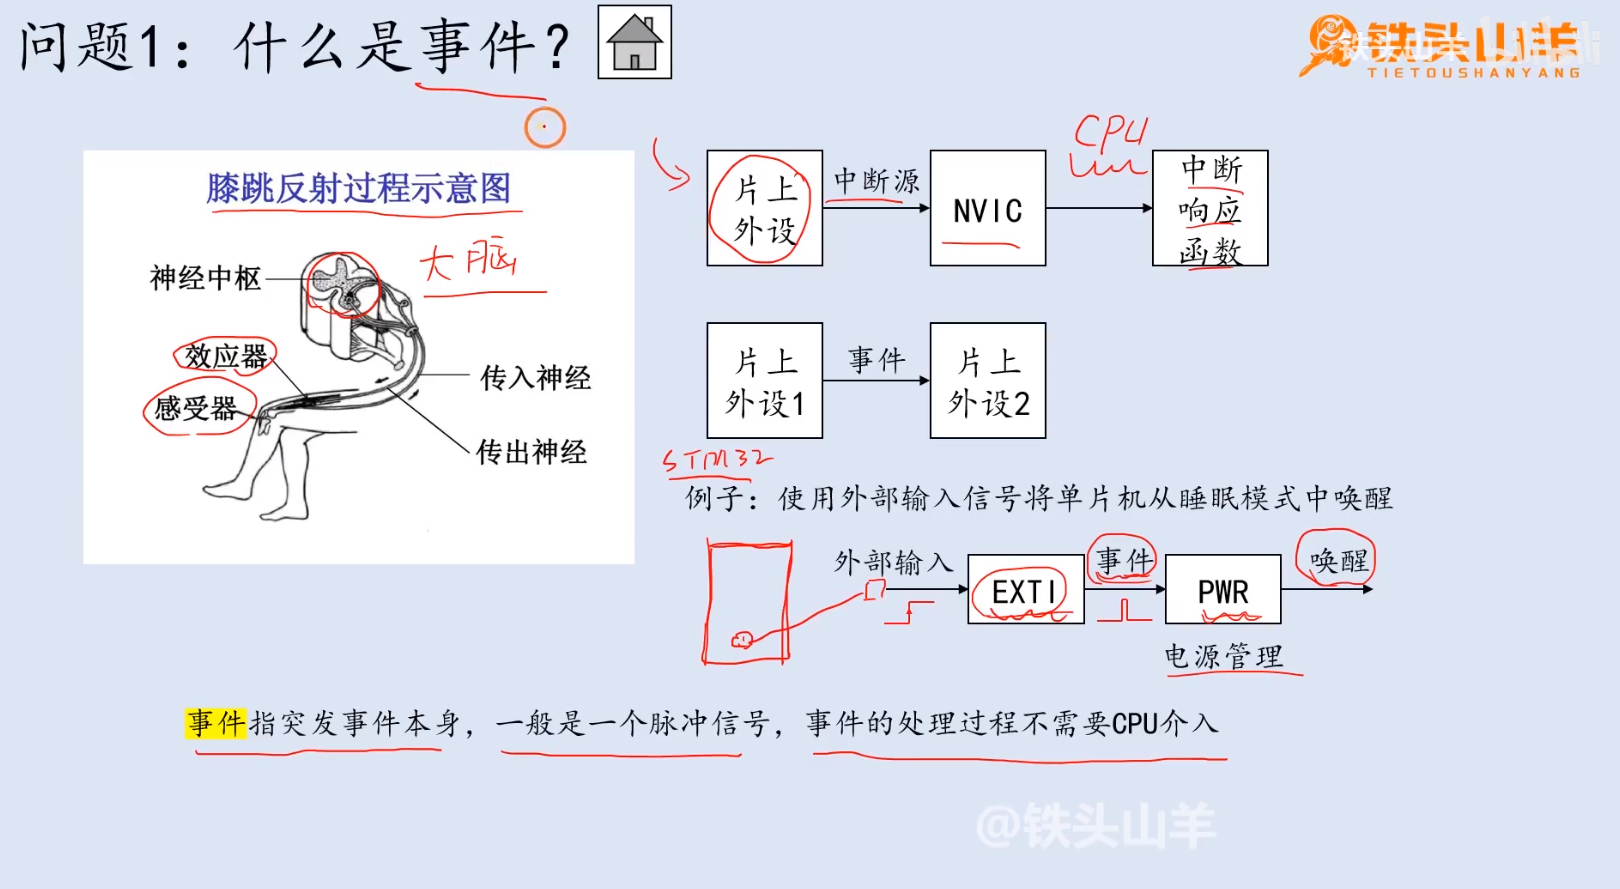 问题1：什么是事件？
铁头山羊
TIETOUSHANYANG
膝跳反射过程示意图
大脑
神经中枢
效应器
感受器
传入神经
传出神经
CPU
片上
外设
中断源
NVIC
中断
响应
函数
片上
外设1
事件
片上
外设2
STM32
例子：使用外部输入信号将单片机从睡眠模式中唤醒
外部输入
EXTI
事件
PWR
唤醒
电源管理
事件指突发事件本身，一般是一个脉冲信号，事件的处理过程不需要CPU介入
@铁头山羊